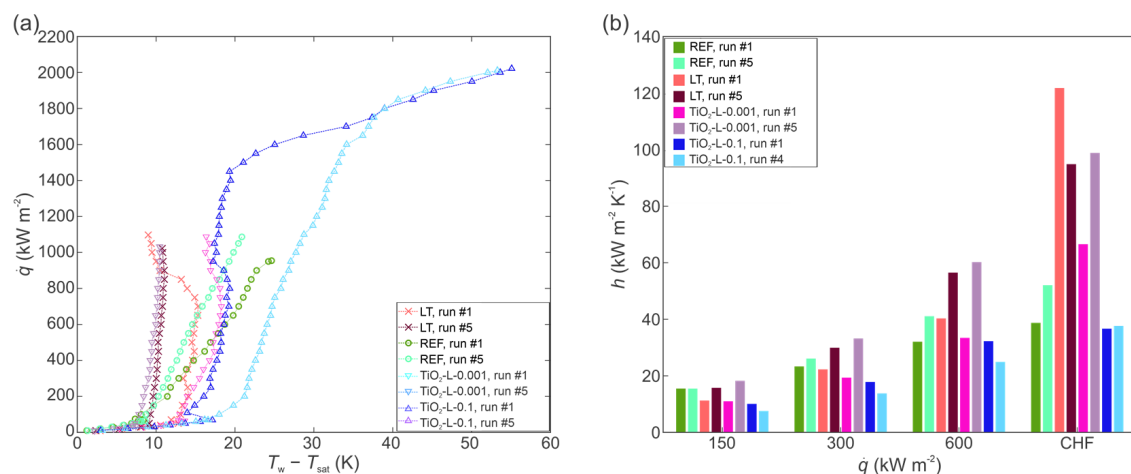 (a)
2200
2000
1800
1600
1400
1200
1000
800
600
400
200
0
q̇ (kW m⁻²)
0 10 20 30 40 50 60
T_w − T_sat (K)
LT, run #1
LT, run #5
REF, run #1
REF, run #5
TiO₂-L-0.001, run #1
TiO₂-L-0.001, run #5
TiO₂-L-0.1, run #1
TiO₂-L-0.1, run #5
(b)
140
120
100
80
60
40
20
0
h (kW m⁻² K⁻¹)
REF, run #1
REF, run #5
LT, run #1
LT, run #5
TiO₂-L-0.001, run #1
TiO₂-L-0.001, run #5
TiO₂-L-0.1, run #1
TiO₂-L-0.1, run #4
150 300 600 CHF
q̇ (kW m⁻²)